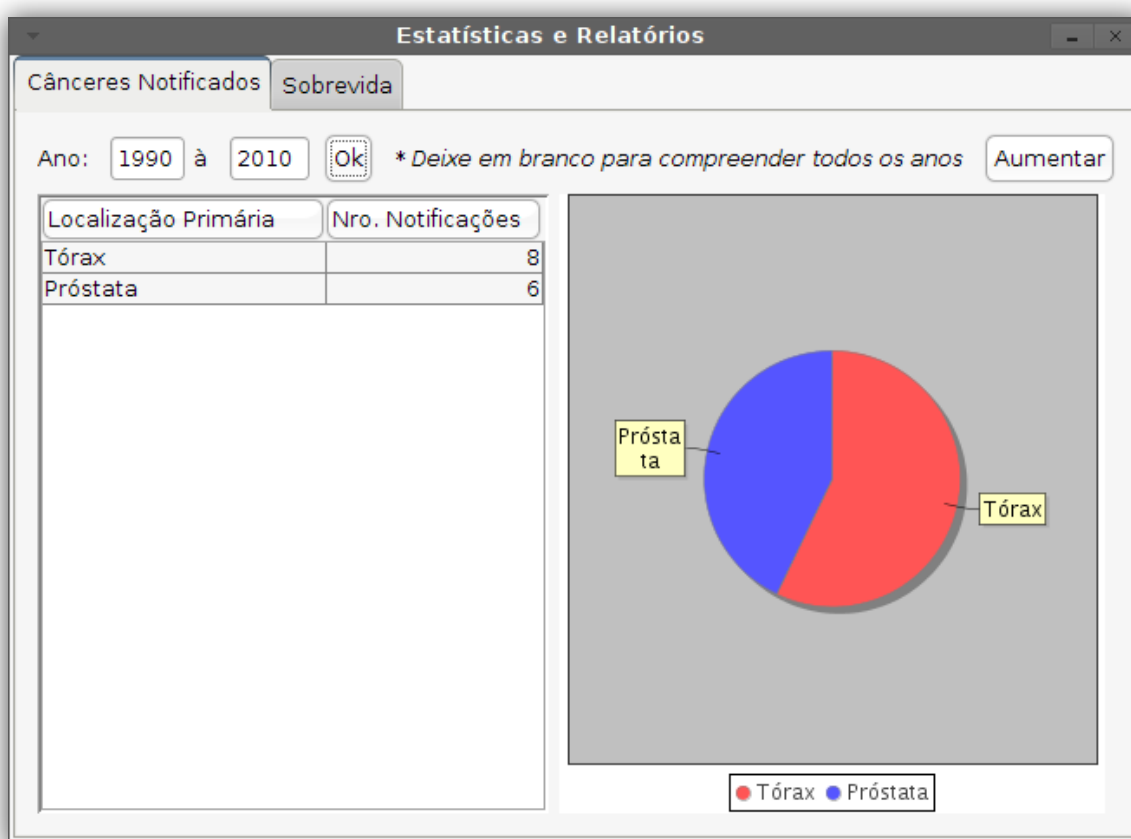 Estatísticas e Relatórios
Cânceres Notificados Sobrevida
Ano: 1990 à 2010 Ok * Deixe em branco para compreender todos os anos Aumentar
Localização Primária Nro. Notificações
Tórax 8
Próstata 6
Prósta
ta
Tórax
Tórax Próstata